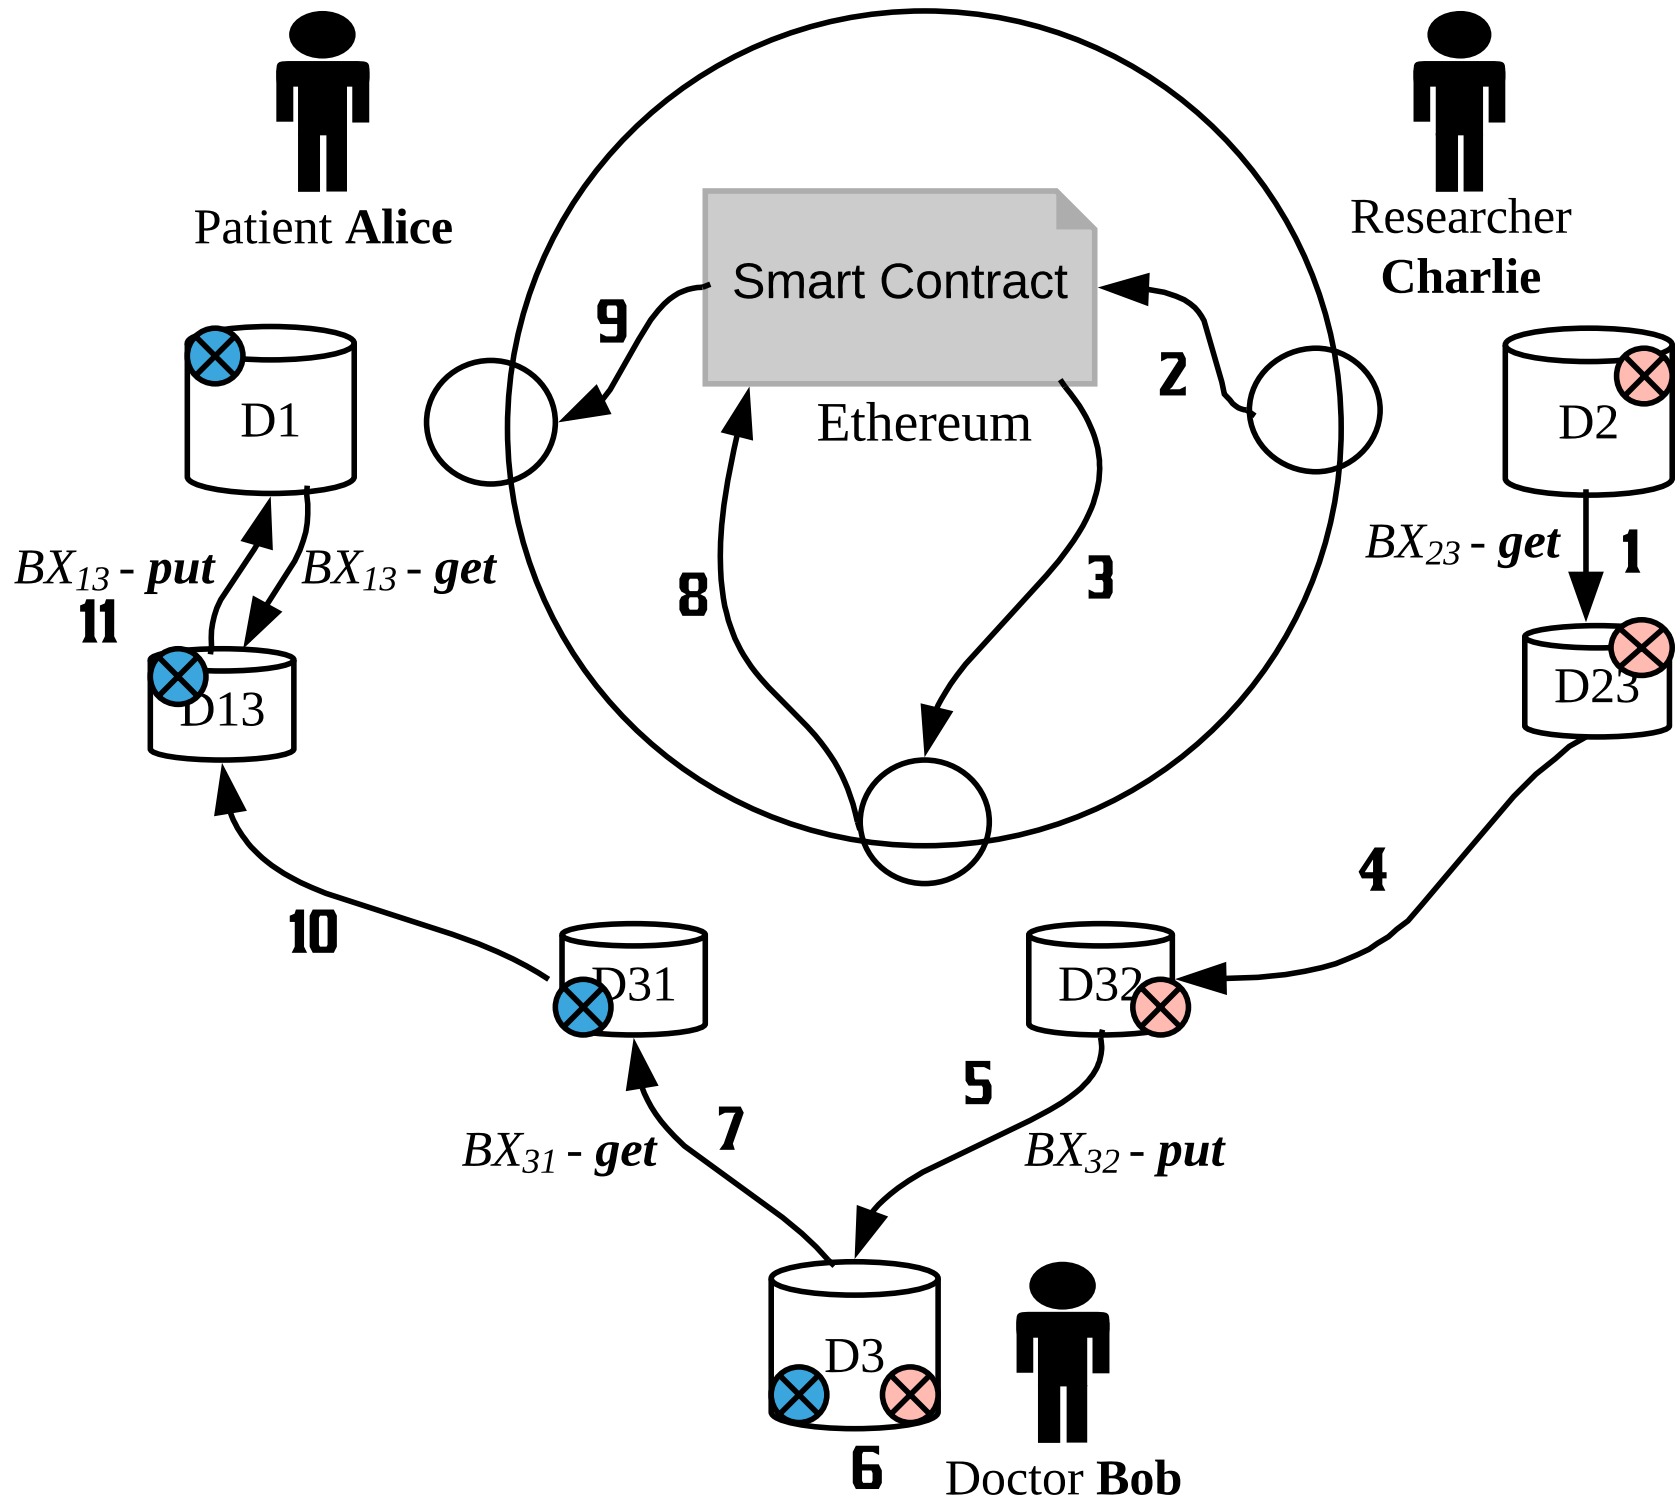 Patient Alice
Researcher
Charlie
Smart Contract
Ethereum
9
2
D1
D2
BX13 - put
11
BX13 - get
8
3
BX23 - get
1
D13
D23
4
10
D31
D32
5
7
BX31 - get
BX32 - put
D3
6
Doctor Bob